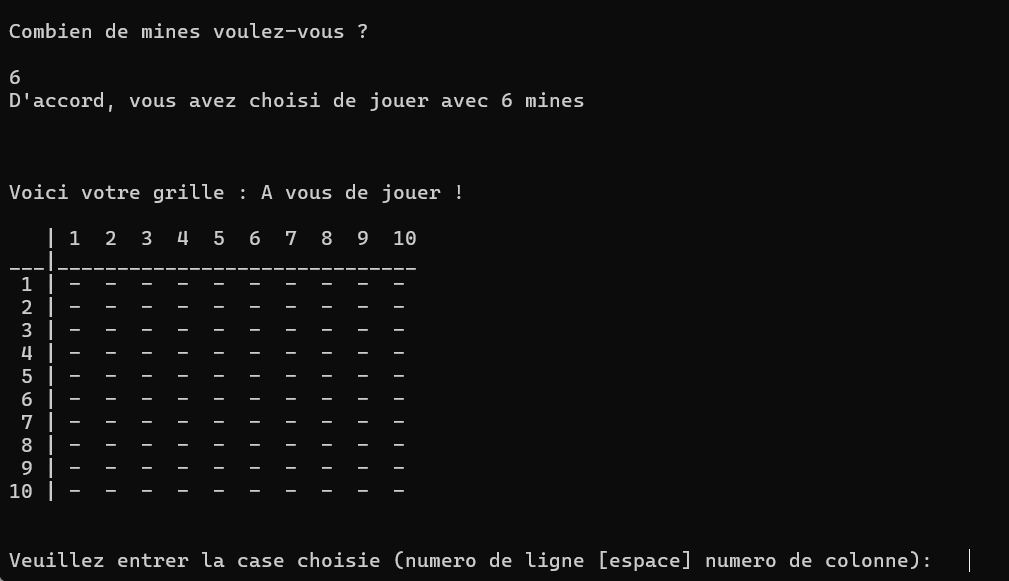 Combien de mines voulez-vous ?
6
D'accord, vous avez choisi de jouer avec 6 mines
Voici votre grille : A vous de jouer !
   | 1  2  3  4  5  6  7  8  9  10
___|______________________________
 1 | -  -  -  -  -  -  -  -  -  -
 2 | -  -  -  -  -  -  -  -  -  -
 3 | -  -  -  -  -  -  -  -  -  -
 4 | -  -  -  -  -  -  -  -  -  -
 5 | -  -  -  -  -  -  -  -  -  -
 6 | -  -  -  -  -  -  -  -  -  -
 7 | -  -  -  -  -  -  -  -  -  -
 8 | -  -  -  -  -  -  -  -  -  -
 9 | -  -  -  -  -  -  -  -  -  -
10 | -  -  -  -  -  -  -  -  -  -
Veuillez entrer la case choisie (numero de ligne [espace] numero de colonne):